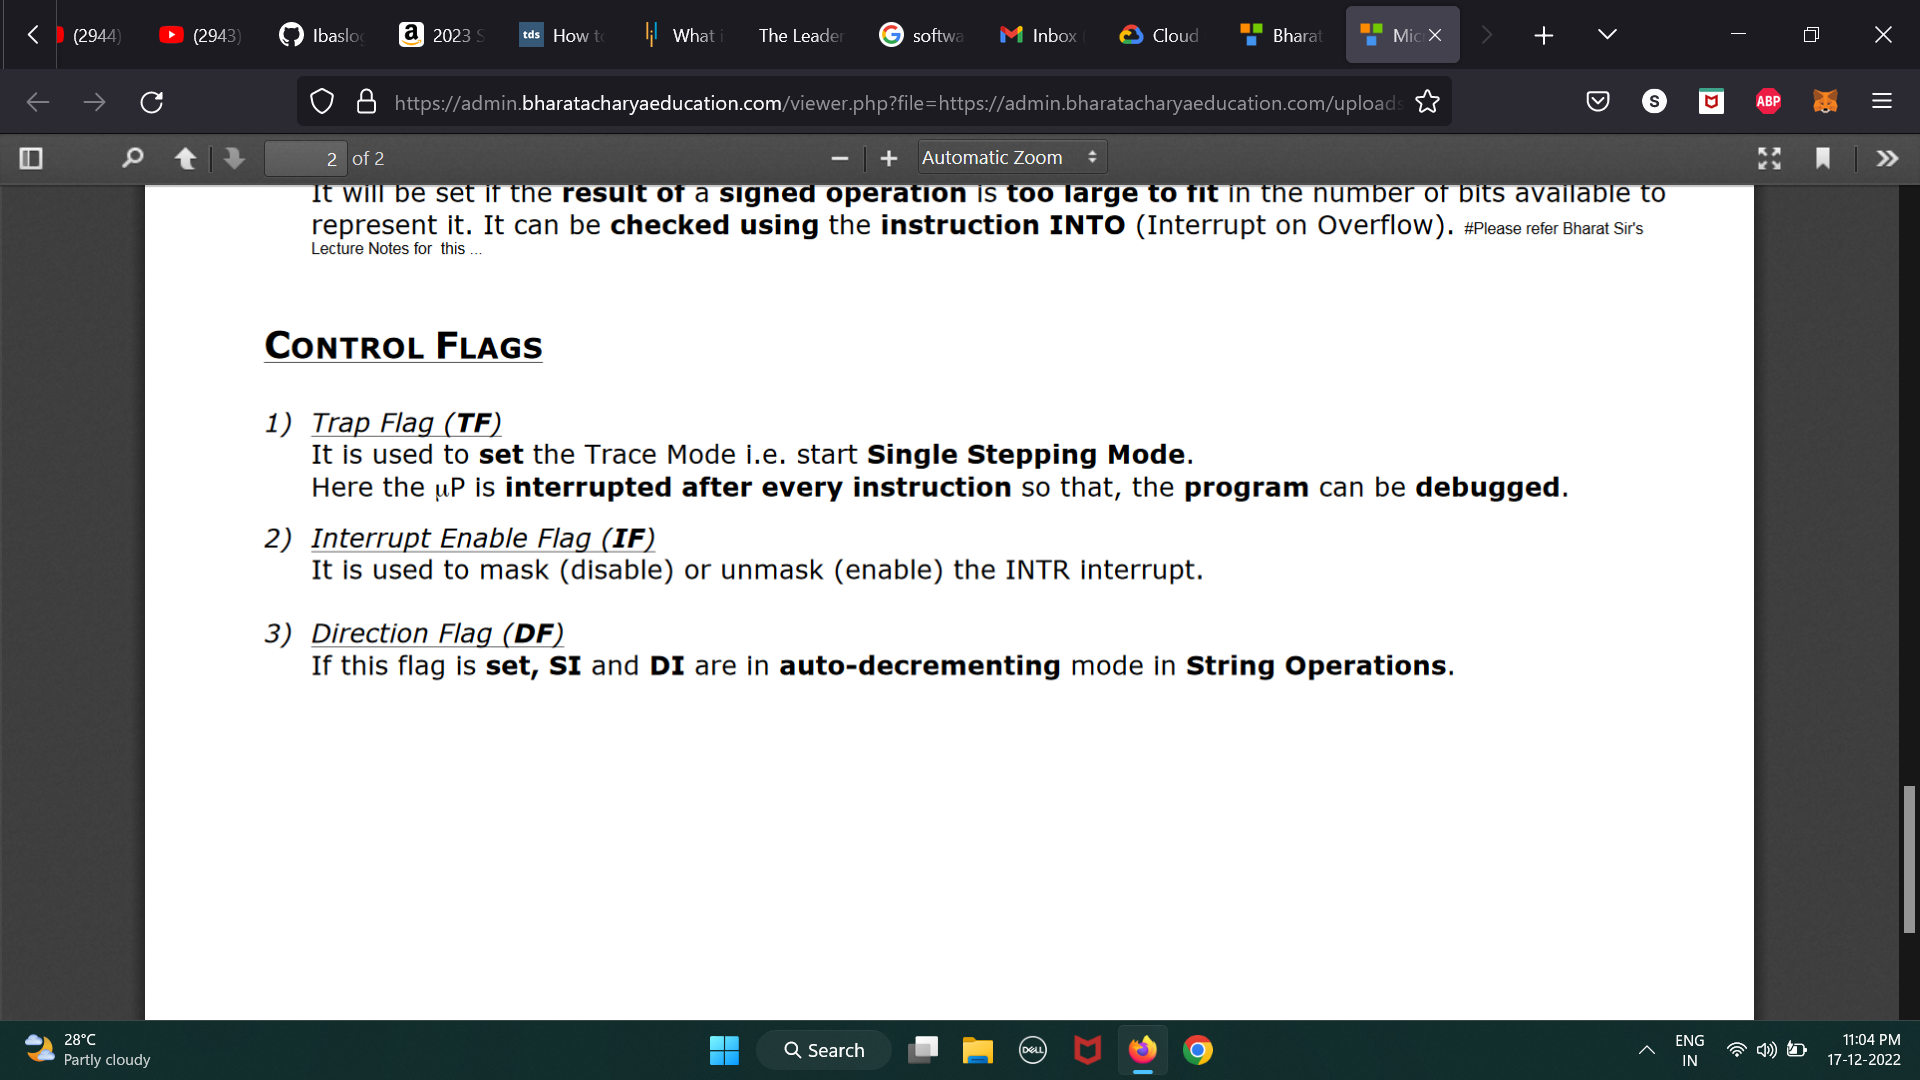 (2944)
(2943)
Ibaslo
2023 S
tds How t
What i
The Leader
softwa
Inbox
Cloud
Bharat
Mic
https://admin.bharatacharyaeducation.com/viewer.php?file=https://admin.bharatacharyaeducation.com/uploads
S
ABP
2 of 2
Automatic Zoom
It will be set if the result of a signed operation is too large to fit in the number of bits available to
represent it. It can be checked using the instruction INTO (Interrupt on Overflow). #Please refer Bharat Sir's
Lecture Notes for this ...
CONTROL FLAGS
1) Trap Flag (TF)
It is used to set the Trace Mode i.e. start Single Stepping Mode.
Here the μP is interrupted after every instruction so that, the program can be debugged.
2) Interrupt Enable Flag (IF)
It is used to mask (disable) or unmask (enable) the INTR interrupt.
3) Direction Flag (DF)
If this flag is set, SI and DI are in auto-decrementing mode in String Operations.
28°C
Partly cloudy
Search
DELL
ENG
IN
11:04 PM
17-12-2022